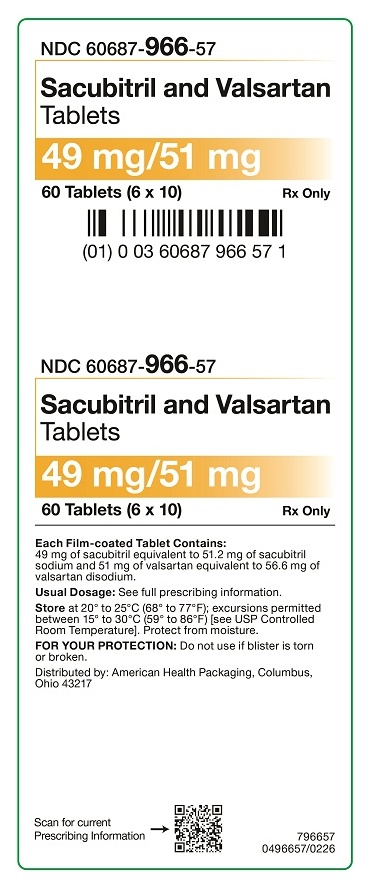 NDC 60687-966-57
Sacubitril and Valsartan
Tablets
49 mg/51 mg
60 Tablets (6 x 10) Rx Only
(01) 0 03 60687 966 57 1
NDC 60687-966-57
Sacubitril and Valsartan
Tablets
49 mg/51 mg
60 Tablets (6 x 10) Rx Only
Each Film-coated Tablet Contains:
49 mg of sacubitril equivalent to 51.2 mg of sacubitril
sodium and 51 mg of valsartan equivalent to 56.6 mg of
valsartan disodium.
Usual Dosage: See full prescribing information.
Store at 20° to 25°C (68° to 77°F); excursions permitted
between 15° to 30°C (59° to 86°F) [see USP Controlled
Room Temperature]. Protect from moisture.
FOR YOUR PROTECTION: Do not use if blister is torn
or broken.
Distributed by: American Health Packaging, Columbus,
Ohio 43217
Scan for current
Prescribing Information
796657
0496657/0226